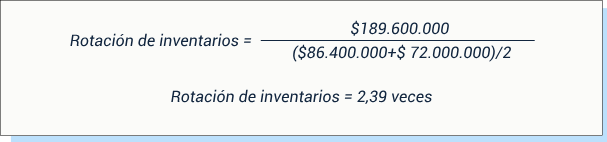 $189.600.000
Rotación de inventarios =
($86.400.000+$ 72.000.000)/2
Rotación de inventarios = 2,39 veces